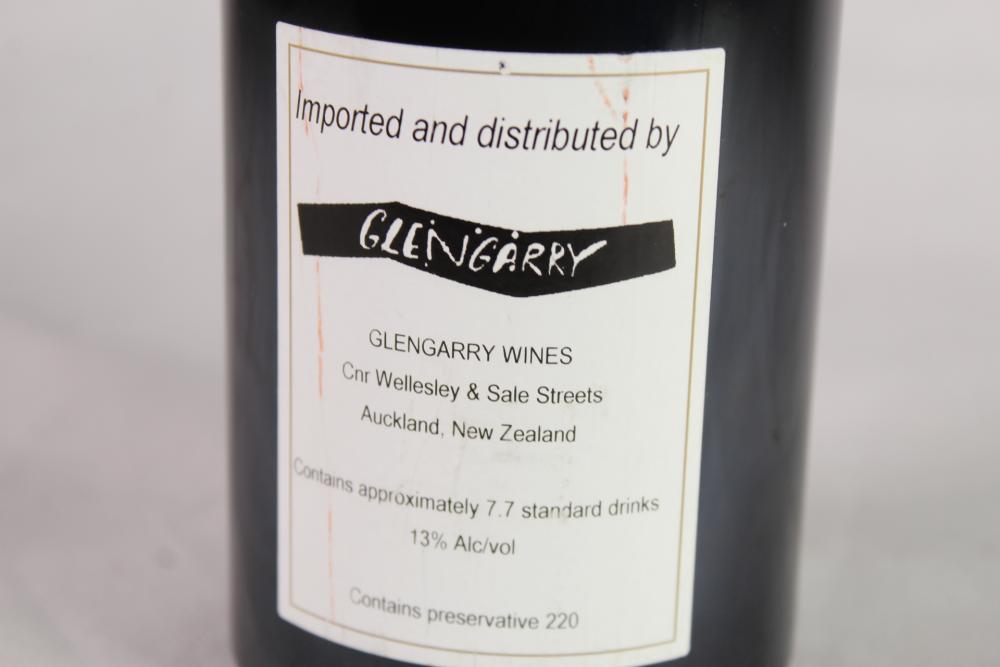 Imported and distributed by
GLENGARRY
GLENGARRY WINES
Cnr Wellesley & Sale Streets
Auckland, New Zealand
Contains approximately 7.7 standard drinks
13% Alc/vol
Contains preservative 220